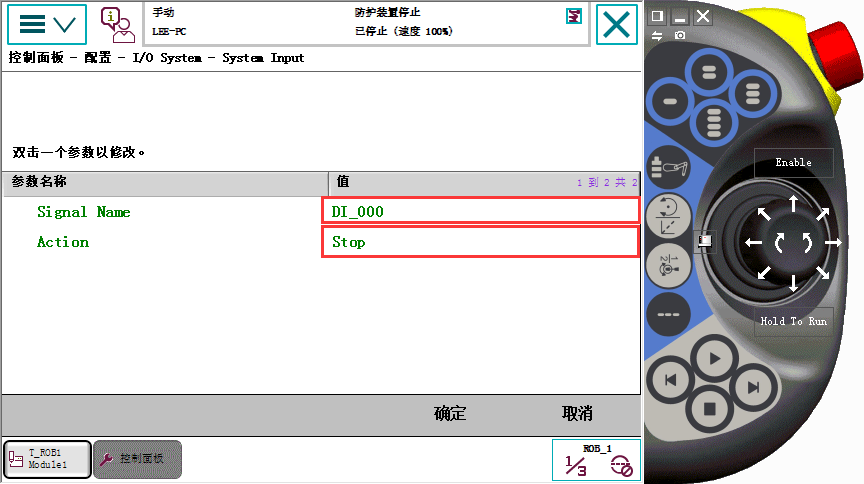 手动
防护装置停止
LEE-PC
已停止 (速度 100%)
控制面板 - 配置 - I/O System - System Input
双击一个参数以修改。
参数名称 值 1 到 2 共 2
Signal Name DI_000
Action Stop
确定 取消
T_ROB1
Module1
控制面板
ROB_1
1/3
Enable
1
2
Hold To Run